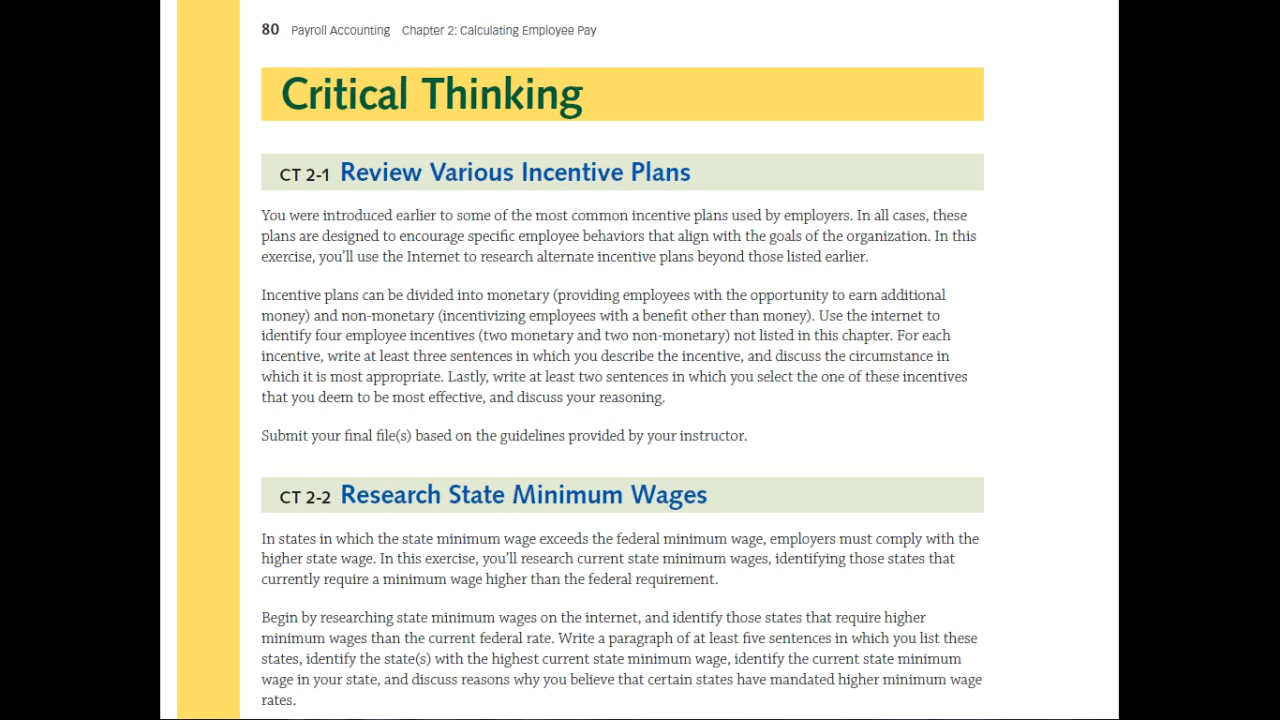 80 Payroll Accounting Chapter 2: Calculating Employee Pay
Critical Thinking
CT 2-1 Review Various Incentive Plans
You were introduced earlier to some of the most common incentive plans used by employers. In all cases, these
plans are designed to encourage specific employee behaviors that align with the goals of the organization. In this
exercise, you'll use the Internet to research alternate incentive plans beyond those listed earlier.
Incentive plans can be divided into monetary (providing employees with the opportunity to earn additional
money) and non-monetary (incentivizing employees with a benefit other than money). Use the internet to
identify four employee incentives (two monetary and two non-monetary) not listed in this chapter. For each
incentive, write at least three sentences in which you describe the incentive, and discuss the circumstance in
which it is most appropriate. Lastly, write at least two sentences in which you select the one of these incentives
that you deem to be most effective, and discuss your reasoning.
Submit your final file(s) based on the guidelines provided by your instructor.
CT 2-2 Research State Minimum Wages
In states in which the state minimum wage exceeds the federal minimum wage, employers must comply with the
higher state wage. In this exercise, you'll research current state minimum wages, identifying those states that
currently require a minimum wage higher than the federal requirement.
Begin by researching state minimum wages on the internet, and identify those states that require higher
minimum wages than the current federal rate. Write a paragraph of at least five sentences in which you list these
states, identify the state(s) with the highest current state minimum wage, identify the current state minimum
wage in your state, and discuss reasons why you believe that certain states have mandated higher minimum wage
rates.